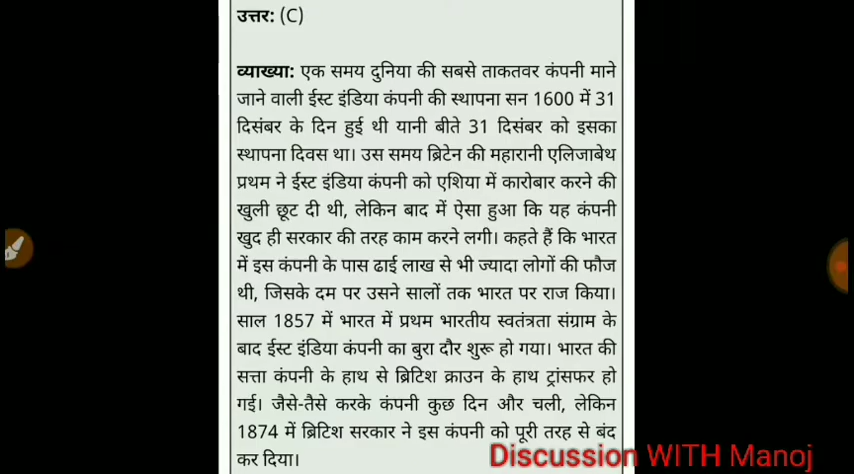 उत्तर: (C)
व्याख्या: एक समय दुनिया की सबसे ताकतवर कंपनी माने
जाने वाली ईस्ट इंडिया कंपनी की स्थापना सन 1600 में 31
दिसंबर के दिन हुई थी यानी बीते 31 दिसंबर को इसका
स्थापना दिवस था। उस समय ब्रिटेन की महारानी एलिजाबेथ
प्रथम ने ईस्ट इंडिया कंपनी को एशिया में कारोबार करने की
खुली छूट दी थी, लेकिन बाद में ऐसा हुआ कि यह कंपनी
खुद ही सरकार की तरह काम करने लगी। कहते हैं कि भारत
में इस कंपनी के पास ढाई लाख से भी ज्यादा लोगों की फौज
थी, जिसके दम पर उसने सालों तक भारत पर राज किया।
साल 1857 में भारत में प्रथम भारतीय स्वतंत्रता संग्राम के
बाद ईस्ट इंडिया कंपनी का बुरा दौर शुरू हो गया। भारत की
सत्ता कंपनी के हाथ से ब्रिटिश क्राउन के हाथ ट्रांसफर हो
गई। जैसे-तैसे करके कंपनी कुछ दिन और चली, लेकिन
1874 में ब्रिटिश सरकार ने इस कंपनी को पूरी तरह से बंद
कर दिया।
Discussion WITH Manoj